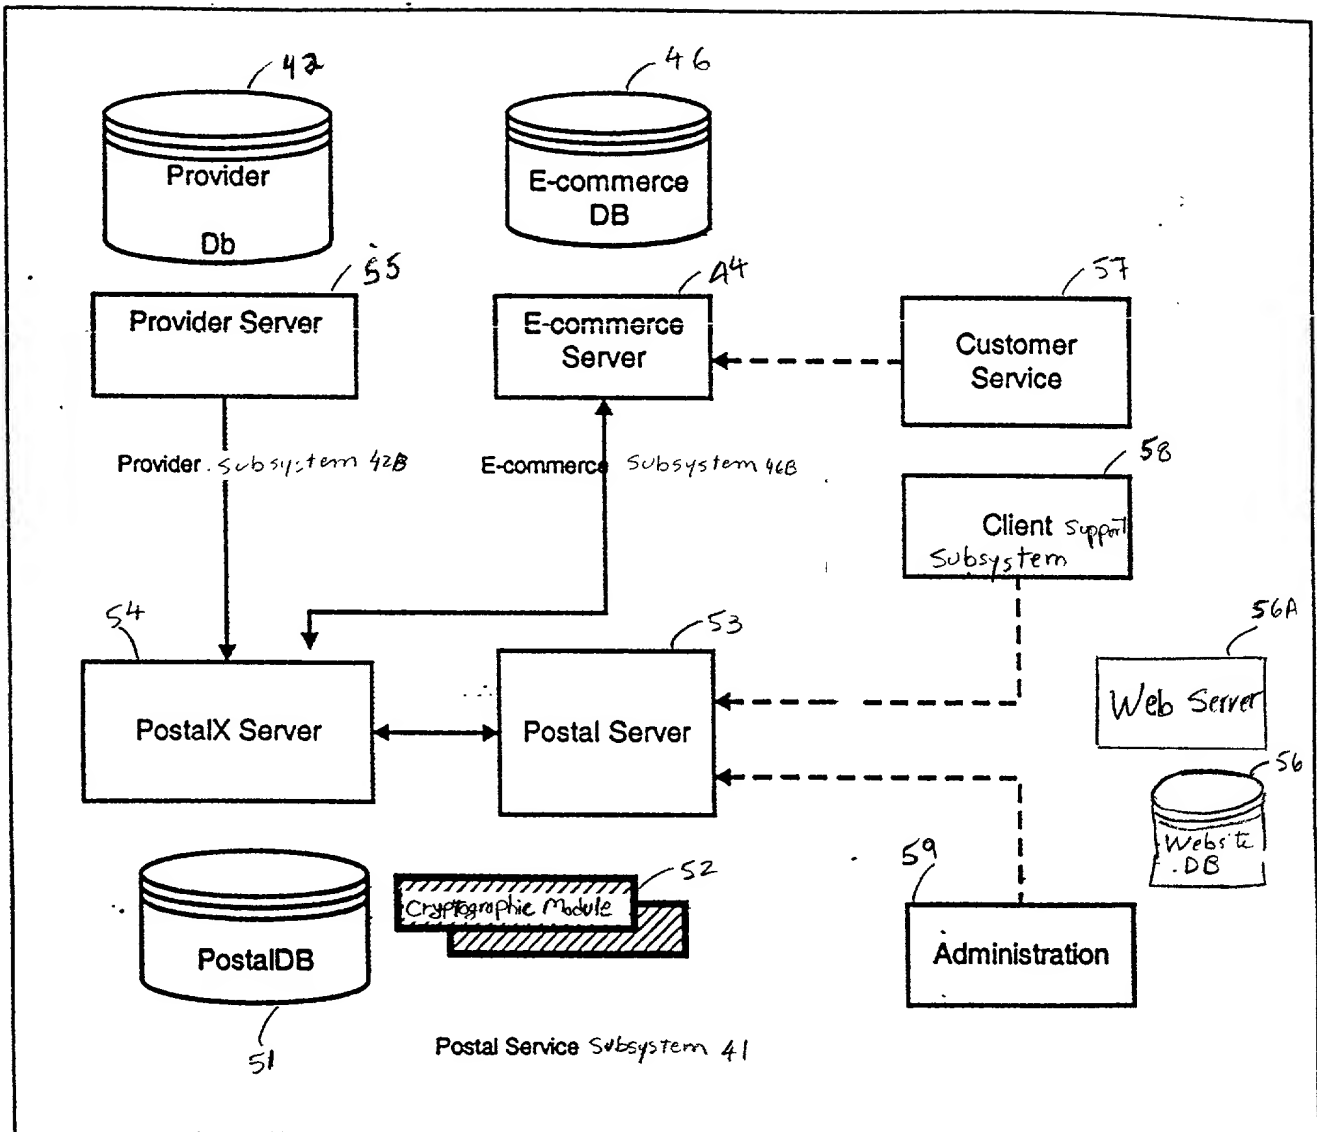 42
46
Provider
Db
E-commerce
DB
55
44
57
Provider Server
E-commerce
Server
Customer
Service
Provider Subsystem 42B
E-commerce Subsystem 46B
58
Client Support
Subsystem
54
53
56A
PostalX Server
Postal Server
Web Server
56
Website
DB
59
52
Cryptographic Module
PostalDB
Administration
51
Postal Service Subsystem 41